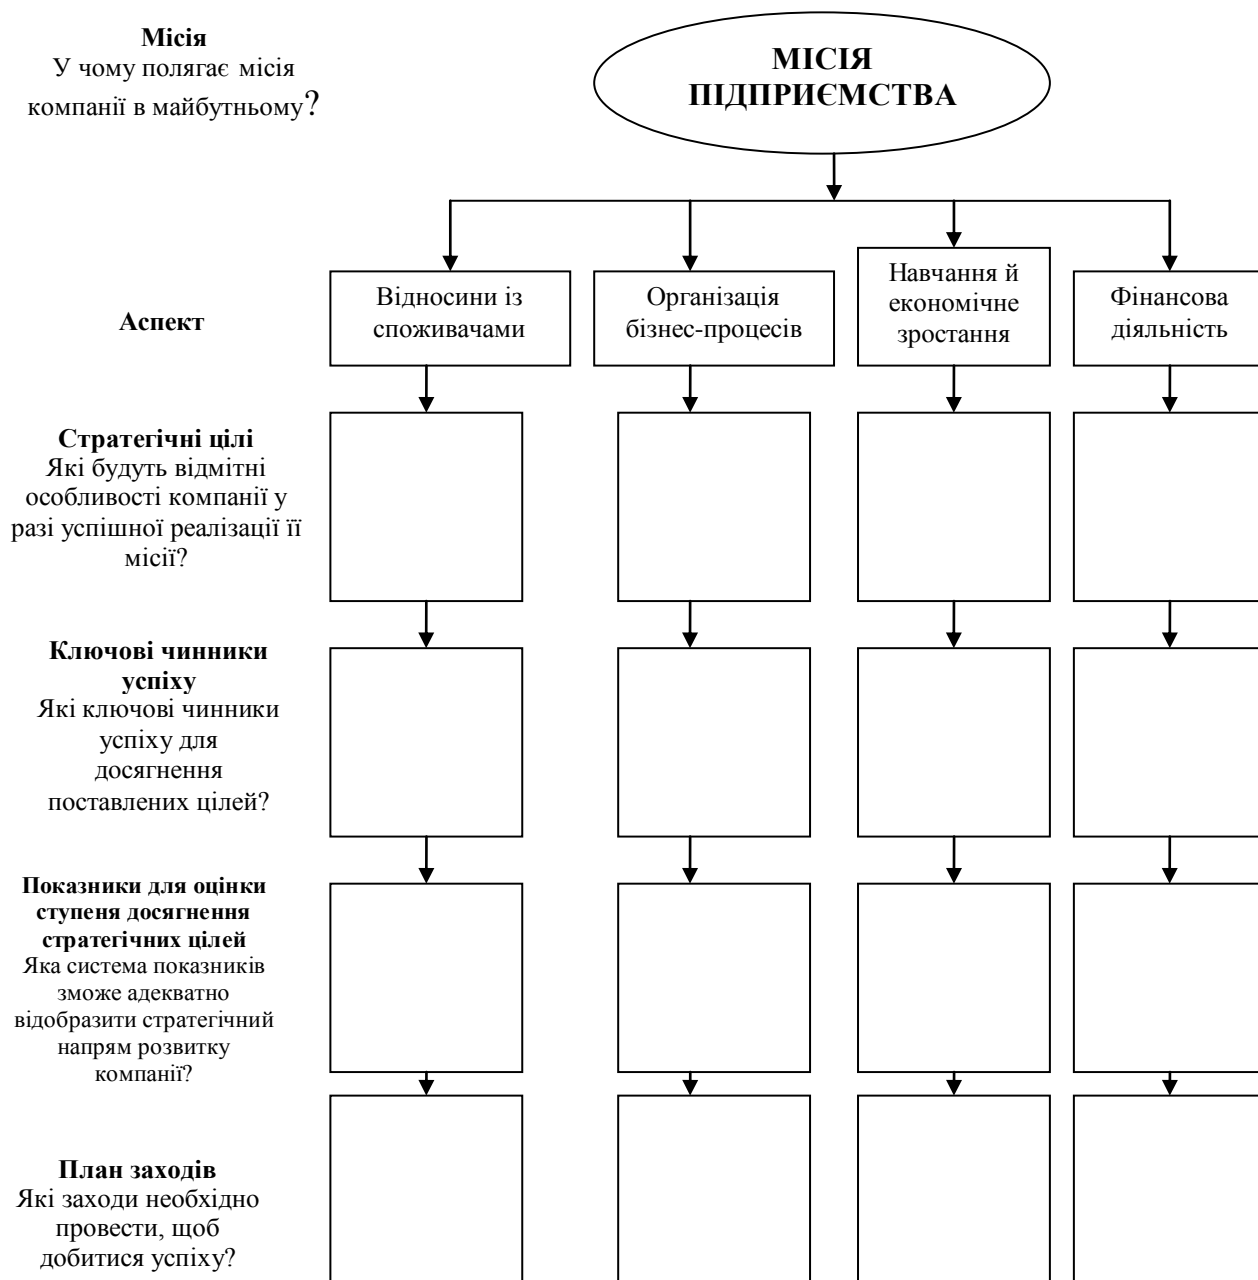 Місія
У чому полягає місія
компанії в майбутньому?
МІСІЯ
ПІДПРИЄМСТВА
Аспект
Відносини із
споживачами
Організація
бізнес-процесів
Навчання й
економічне
зростання
Фінансова
діяльність
Стратегічні цілі
Які будуть відмітні
особливості компанії у
разі успішної реалізації її
місії?
Ключові чинники
успіху
Які ключові чинники
успіху для
досягнення
поставлених цілей?
Показники для оцінки
ступеня досягнення
стратегічних цілей
Яка система показників
зможе адекватно
відобразити стратегічний
напрям розвитку
компанії?
План заходів
Які заходи необхідно
провести, щоб
добитися успіху?